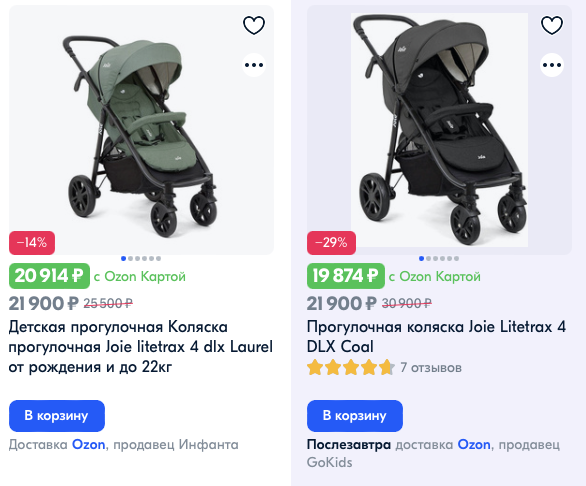 −14%
20 914 ₽ с Ozon Картой
21 900 ₽ 25 500 ₽
Детская прогулочная Коляска
прогулочная Joie litetrax 4 dlx Laurel
от рождения и до 22кг
В корзину
Доставка Ozon, продавец Инфанта
−29%
19 874 ₽ с Ozon Картой
21 900 ₽ 30 900 ₽
Прогулочная коляска Joie Litetrax 4
DLX Coal
7 отзывов
В корзину
Послезавтра доставка Ozon, продавец
GoKids